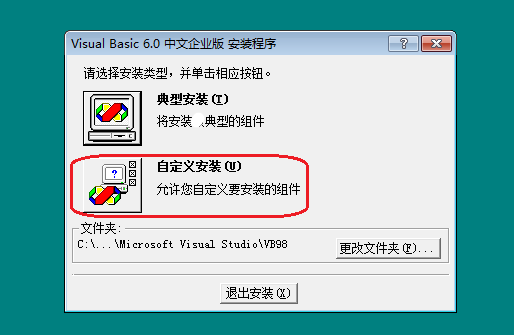 Visual Basic 6.0 中文企业版 安装程序
请选择安装类型，并单击相应按钮。
典型安装(T)
将安装 典型的组件
?
自定义安装(U)
允许您自定义要安装的组件
文件夹:
C:\...\Microsoft Visual Studio\VB98
更改文件夹(F)...
退出安装(X)